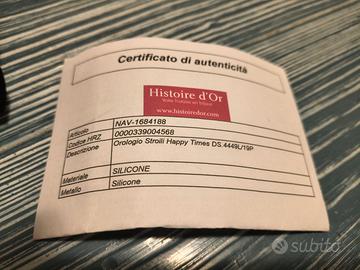 Certificato di autenticità
Histoire d'Or
www.histoiredor.com
Articolo NAV-1684188
Codice HRZ 0000339004568
Descrizione Orologio Strolli Happy Times DS.4449L/19P
Materiale SILICONE
Metallo Silicone
subito